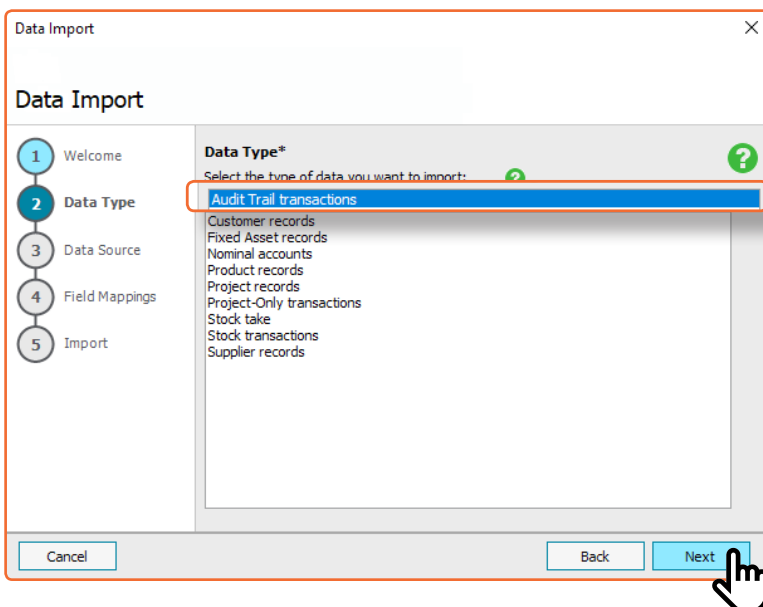 Data Import
Data Import
1 Welcome
2 Data Type
3 Data Source
4 Field Mappings
5 Import
Data Type*
Select the type of data you want to import:
Audit Trail transactions
Customer records
Fixed Asset records
Nominal accounts
Product records
Project records
Project-Only transactions
Stock take
Stock transactions
Supplier records
Cancel
Back
Next